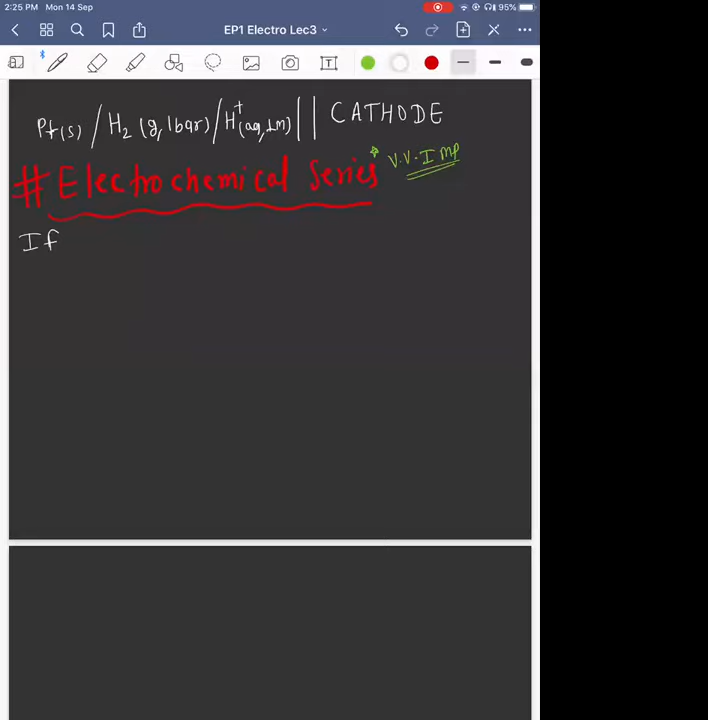 2:25 PM Mon 14 Sep
95%
EP1 Electro Lec3
T
Pt(s) / H₂ (g, 1bar) / H⁺(aq, 1M) || CATHODE
# Electrochemical Series * V.V.Imp
If